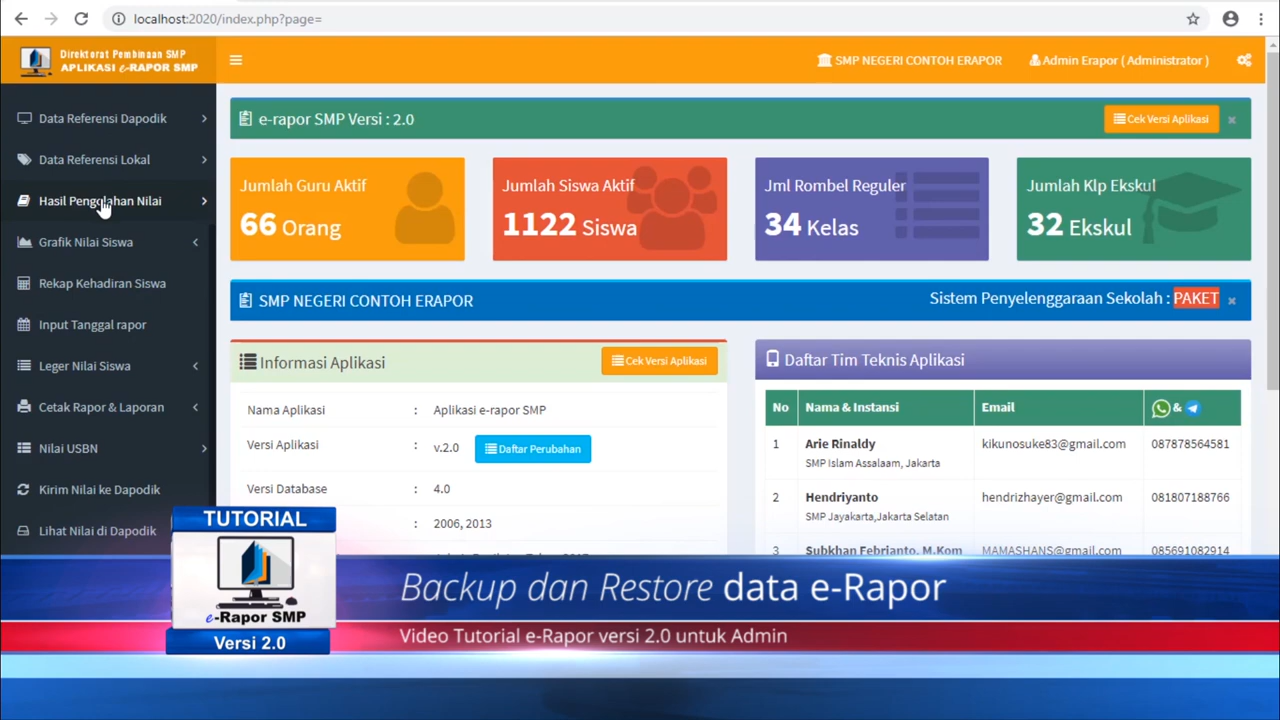 localhost:2020/index.php?page=
Direktorat Pembinaan SMP
APLIKASI e-RAPOR SMP
SMP NEGERI CONTOH ERAPOR
Admin Erapor ( Administrator )
Data Referensi Dapodik
Data Referensi Lokal
Hasil Pengolahan Nilai
Grafik Nilai Siswa
Rekap Kehadiran Siswa
Input Tanggal rapor
Leger Nilai Siswa
Cetak Rapor & Laporan
Nilai USBN
Kirim Nilai ke Dapodik
Lihat Nilai di Dapodik
e-rapor SMP Versi : 2.0
Cek Versi Aplikasi
Jumlah Guru Aktif
66 Orang
Jumlah Siswa Aktif
1122 Siswa
Jml Rombel Reguler
34 Kelas
Jumlah Klp Ekskul
32 Ekskul
SMP NEGERI CONTOH ERAPOR
Sistem Penyelenggaraan Sekolah : PAKET
Informasi Aplikasi
Cek Versi Aplikasi
Nama Aplikasi : Aplikasi e-rapor SMP
Versi Aplikasi : v.2.0 Daftar Perubahan
Versi Database : 4.0
: 2006, 2013
Daftar Tim Teknis Aplikasi
No Nama & Instansi Email &
1 Arie Rinaldy kikunosuke83@gmail.com 087878564581
SMP Islam Assalaam, Jakarta
2 Hendriyanto hendrizhayer@gmail.com 081807188766
SMP Jayakarta,Jakarta Selatan
3 Subkhan Febrianto, M.Kom MAMASHANS@gmail.com 085691082914
TUTORIAL
e-Rapor SMP
Versi 2.0
Backup dan Restore data e-Rapor
Video Tutorial e-Rapor versi 2.0 untuk Admin